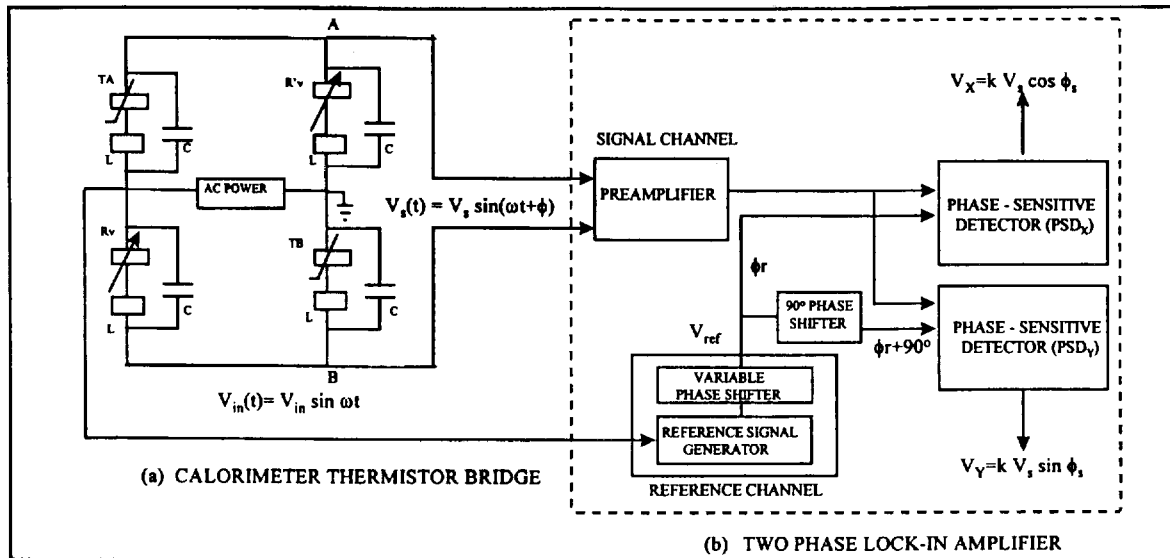 A
TA
R'v
C
L
L
C
AC POWER
Rv
TB
L
C
L
C
B
V_in(t)= V_in sin ωt
V_s(t) = V_s sin(ωt+ϕ)
(a) CALORIMETER THERMISTOR BRIDGE
SIGNAL CHANNEL
PREAMPLIFIER
V_X=k V_s cos ϕ_s
PHASE - SENSITIVE
DETECTOR (PSD_X)
ϕr
90° PHASE
SHIFTER
ϕr+90°
V_ref
PHASE - SENSITIVE
DETECTOR (PSD_Y)
VARIABLE
PHASE SHIFTER
REFERENCE SIGNAL
GENERATOR
REFERENCE CHANNEL
V_Y=k V_s sin ϕ_s
(b) TWO PHASE LOCK-IN AMPLIFIER